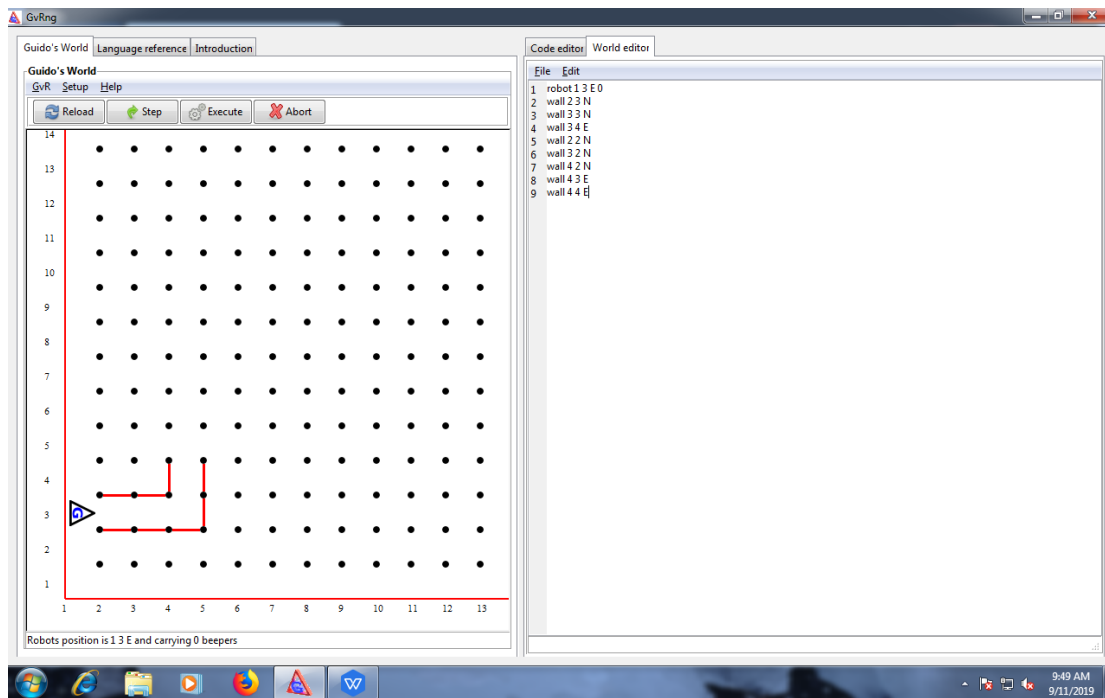 GvRng
Guido's World Language reference Introduction
Guido's World
GvR Setup Help
Reload Step Execute Abort
14
13
12
11
10
9
8
7
6
5
4
3
2
1
1 2 3 4 5 6 7 8 9 10 11 12 13
G
Robots position is 1 3 E and carrying 0 beepers
Code editor World editor
File Edit
1 robot 1 3 E 0
2 wall 2 3 N
3 wall 3 3 N
4 wall 3 4 E
5 wall 2 2 N
6 wall 3 2 N
7 wall 4 2 N
8 wall 4 3 E
9 wall 4 4 E
9:49 AM
9/11/2019